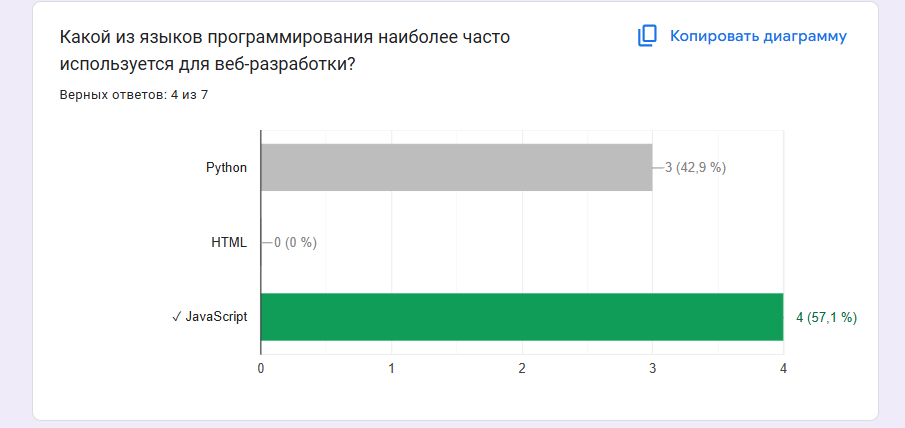 Какой из языков программирования наиболее часто
используется для веб-разработки?
Копировать диаграмму
Верных ответов: 4 из 7
Python
3 (42,9 %)
HTML
0 (0 %)
✓ JavaScript
4 (57,1 %)
0 1 2 3 4